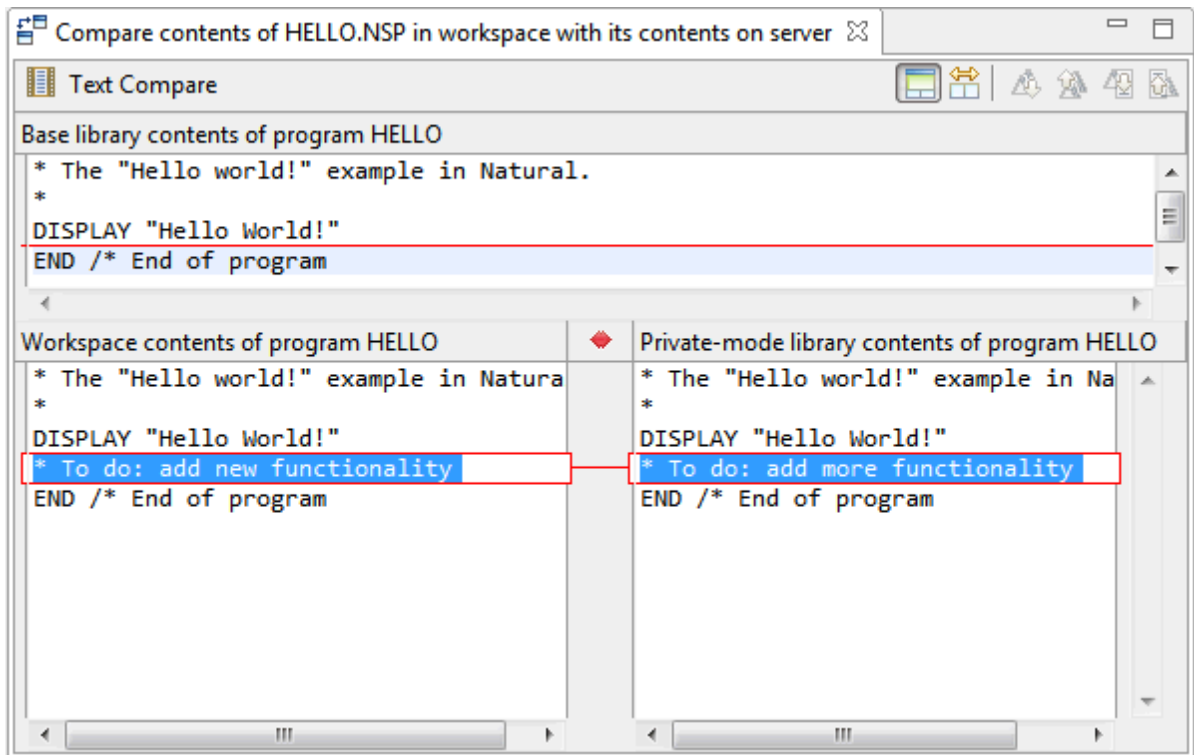 Compare contents of HELLO.NSP in workspace with its contents on server
Text Compare
Base library contents of program HELLO
* The "Hello world!" example in Natural.
*
DISPLAY "Hello World!"
END /* End of program
Workspace contents of program HELLO
* The "Hello world!" example in Natura
*
DISPLAY "Hello World!"
* To do: add new functionality
END /* End of program
Private-mode library contents of program HELLO
* The "Hello world!" example in Na
*
DISPLAY "Hello World!"
* To do: add more functionality
END /* End of program